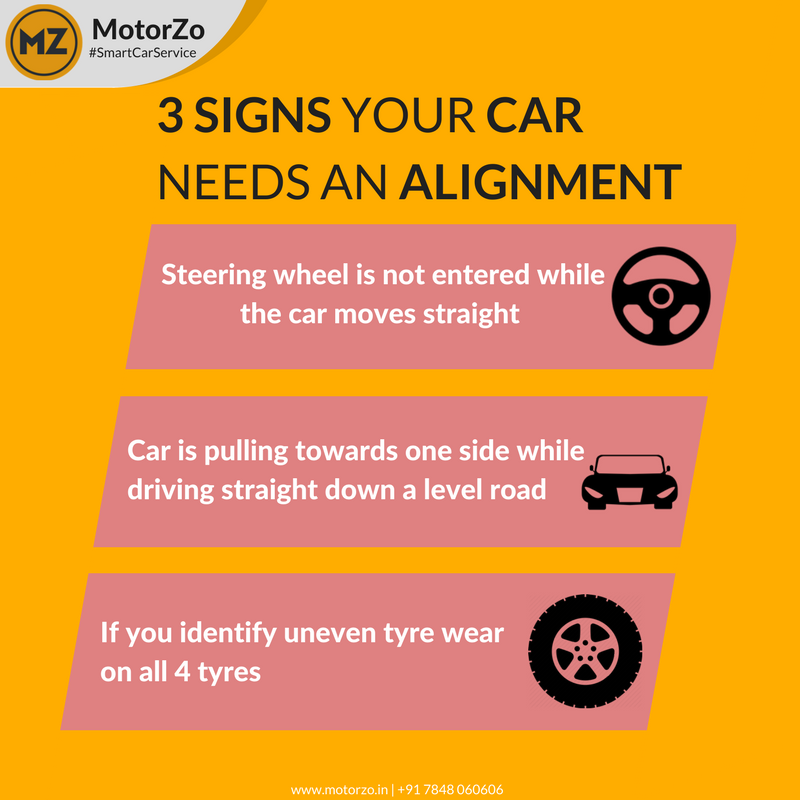 MZ
MotorZo
#SmartCarService
3 SIGNS YOUR CAR
NEEDS AN ALIGNMENT
Steering wheel is not entered while
the car moves straight
Car is pulling towards one side while
driving straight down a level road
If you identify uneven tyre wear
on all 4 tyres
www.motorzo.in | +91 7848 060606